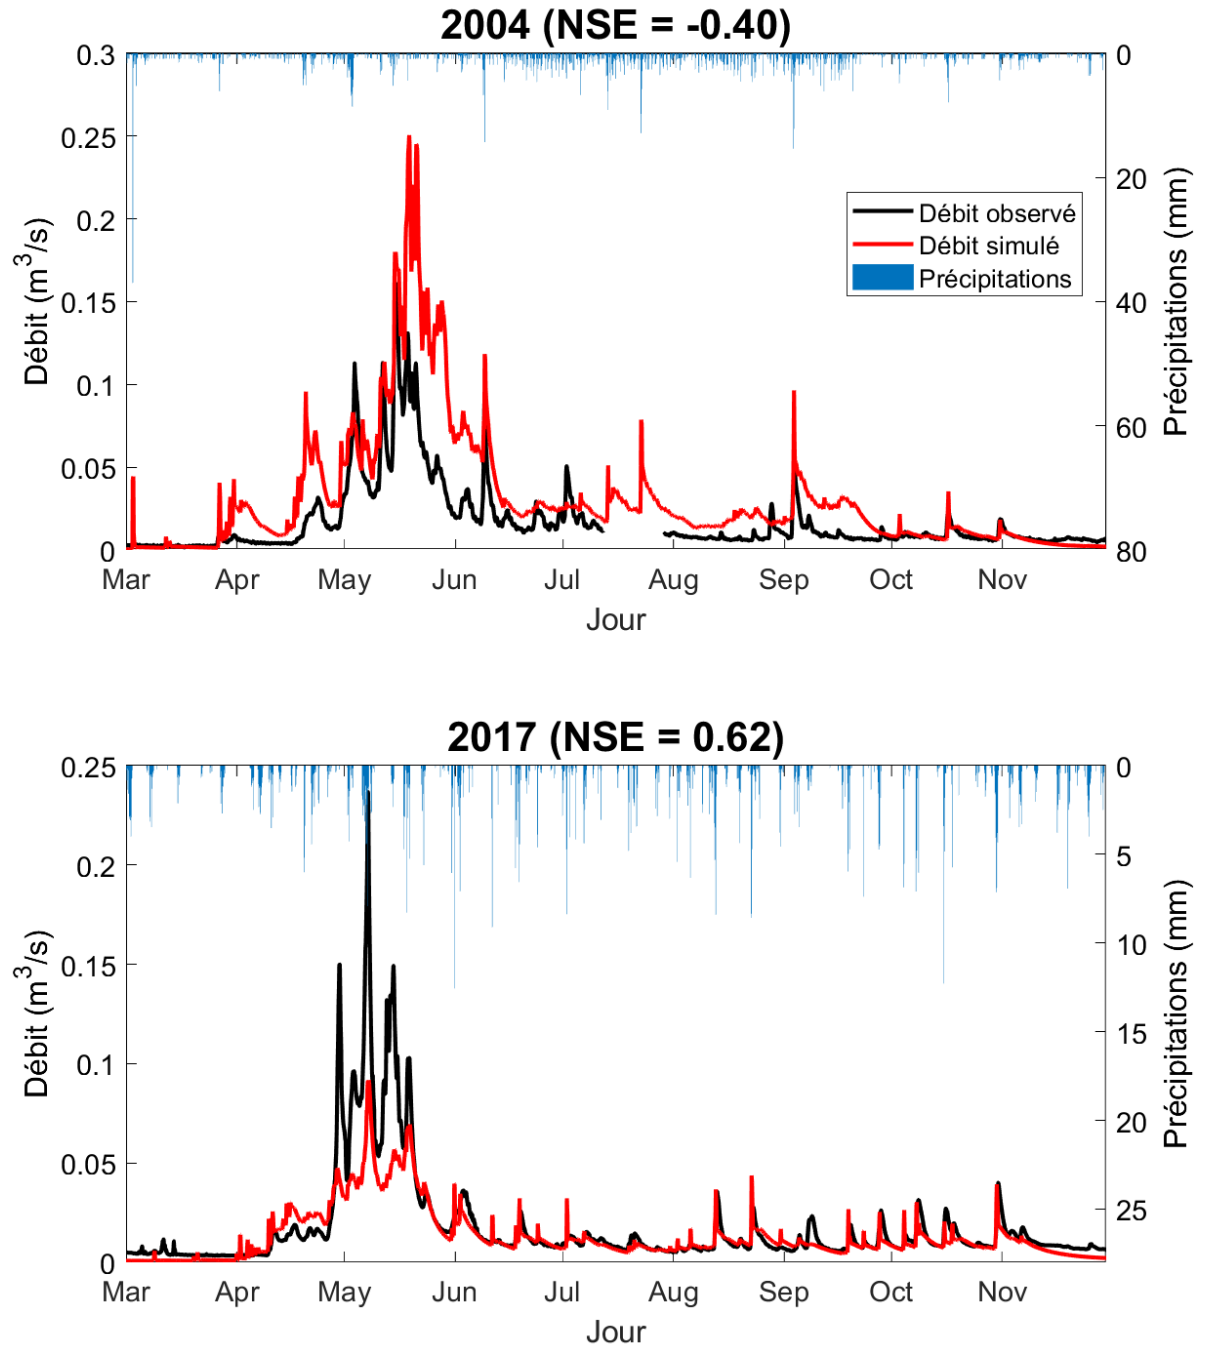 2004 (NSE = -0.40)
0.3
0.25
0.2
0.15
0.1
0.05
0
Débit (m³/s)
0
20
40
60
80
Précipitations (mm)
Débit observé
Débit simulé
Précipitations
Mar Apr May Jun Jul Aug Sep Oct Nov
Jour
2017 (NSE = 0.62)
0.25
0.2
0.15
0.1
0.05
0
Débit (m³/s)
0
5
10
15
20
25
Précipitations (mm)
Mar Apr May Jun Jul Aug Sep Oct Nov
Jour